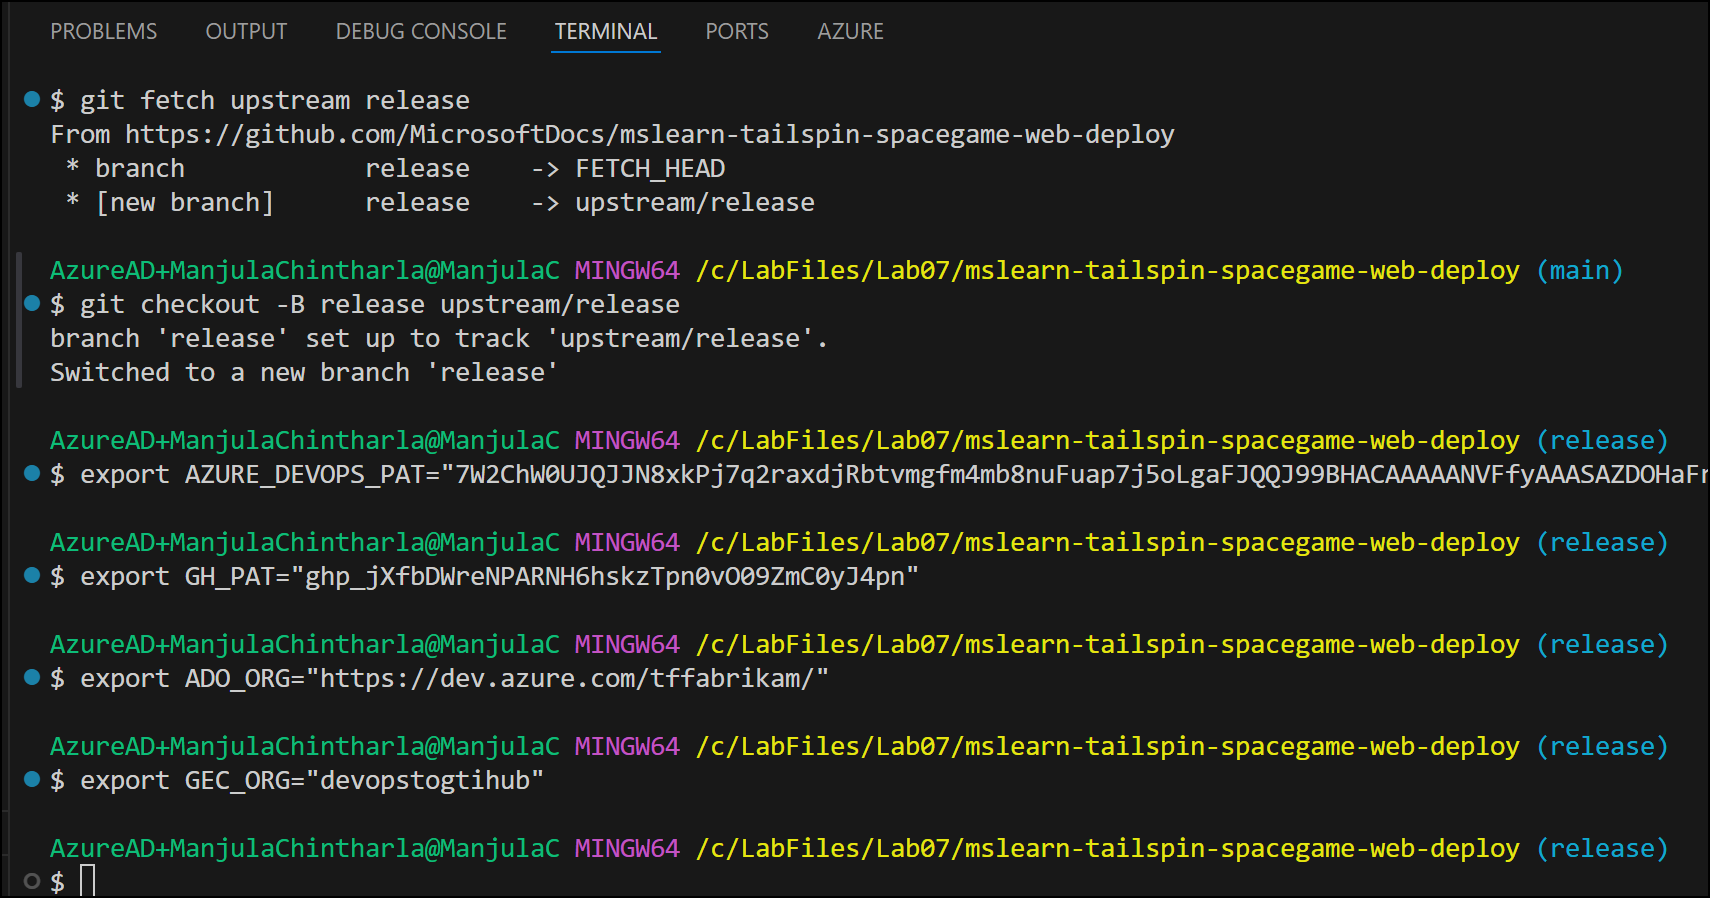 PROBLEMS OUTPUT DEBUG CONSOLE TERMINAL PORTS AZURE
$ git fetch upstream release
From https://github.com/MicrosoftDocs/mslearn-tailspin-spacegame-web-deploy
* branch release -> FETCH_HEAD
* [new branch] release -> upstream/release
AzureAD+ManjulaChintharla@ManjulaC MINGW64 /c/LabFiles/Lab07/mslearn-tailspin-spacegame-web-deploy (main)
$ git checkout -B release upstream/release
branch 'release' set up to track 'upstream/release'.
Switched to a new branch 'release'
AzureAD+ManjulaChintharla@ManjulaC MINGW64 /c/LabFiles/Lab07/mslearn-tailspin-spacegame-web-deploy (release)
$ export AZURE_DEVOPS_PAT="7W2ChW0UJQJJN8xkPj7q2raxdjRbtvmgfm4mb8nuFuap7j5oLgaFJQQJ99BHACAAAAANVFfyAAASAZDOHaFr
AzureAD+ManjulaChintharla@ManjulaC MINGW64 /c/LabFiles/Lab07/mslearn-tailspin-spacegame-web-deploy (release)
$ export GH_PAT="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"
AzureAD+ManjulaChintharla@ManjulaC MINGW64 /c/LabFiles/Lab07/mslearn-tailspin-spacegame-web-deploy (release)
$ export ADO_ORG="https://dev.azure.com/tffabrikam/"
AzureAD+ManjulaChintharla@ManjulaC MINGW64 /c/LabFiles/Lab07/mslearn-tailspin-spacegame-web-deploy (release)
$ export GEC_ORG="devopstogtihub"
AzureAD+ManjulaChintharla@ManjulaC MINGW64 /c/LabFiles/Lab07/mslearn-tailspin-spacegame-web-deploy (release)
$